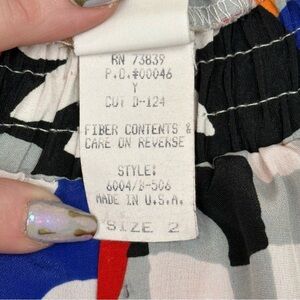 RN 73839
P.O.#00046
Y
CUT D-124
FIBER CONTENTS &
CARE ON REVERSE
STYLE:
6004/B-506
MADE IN U.S.A.
SIZE 2